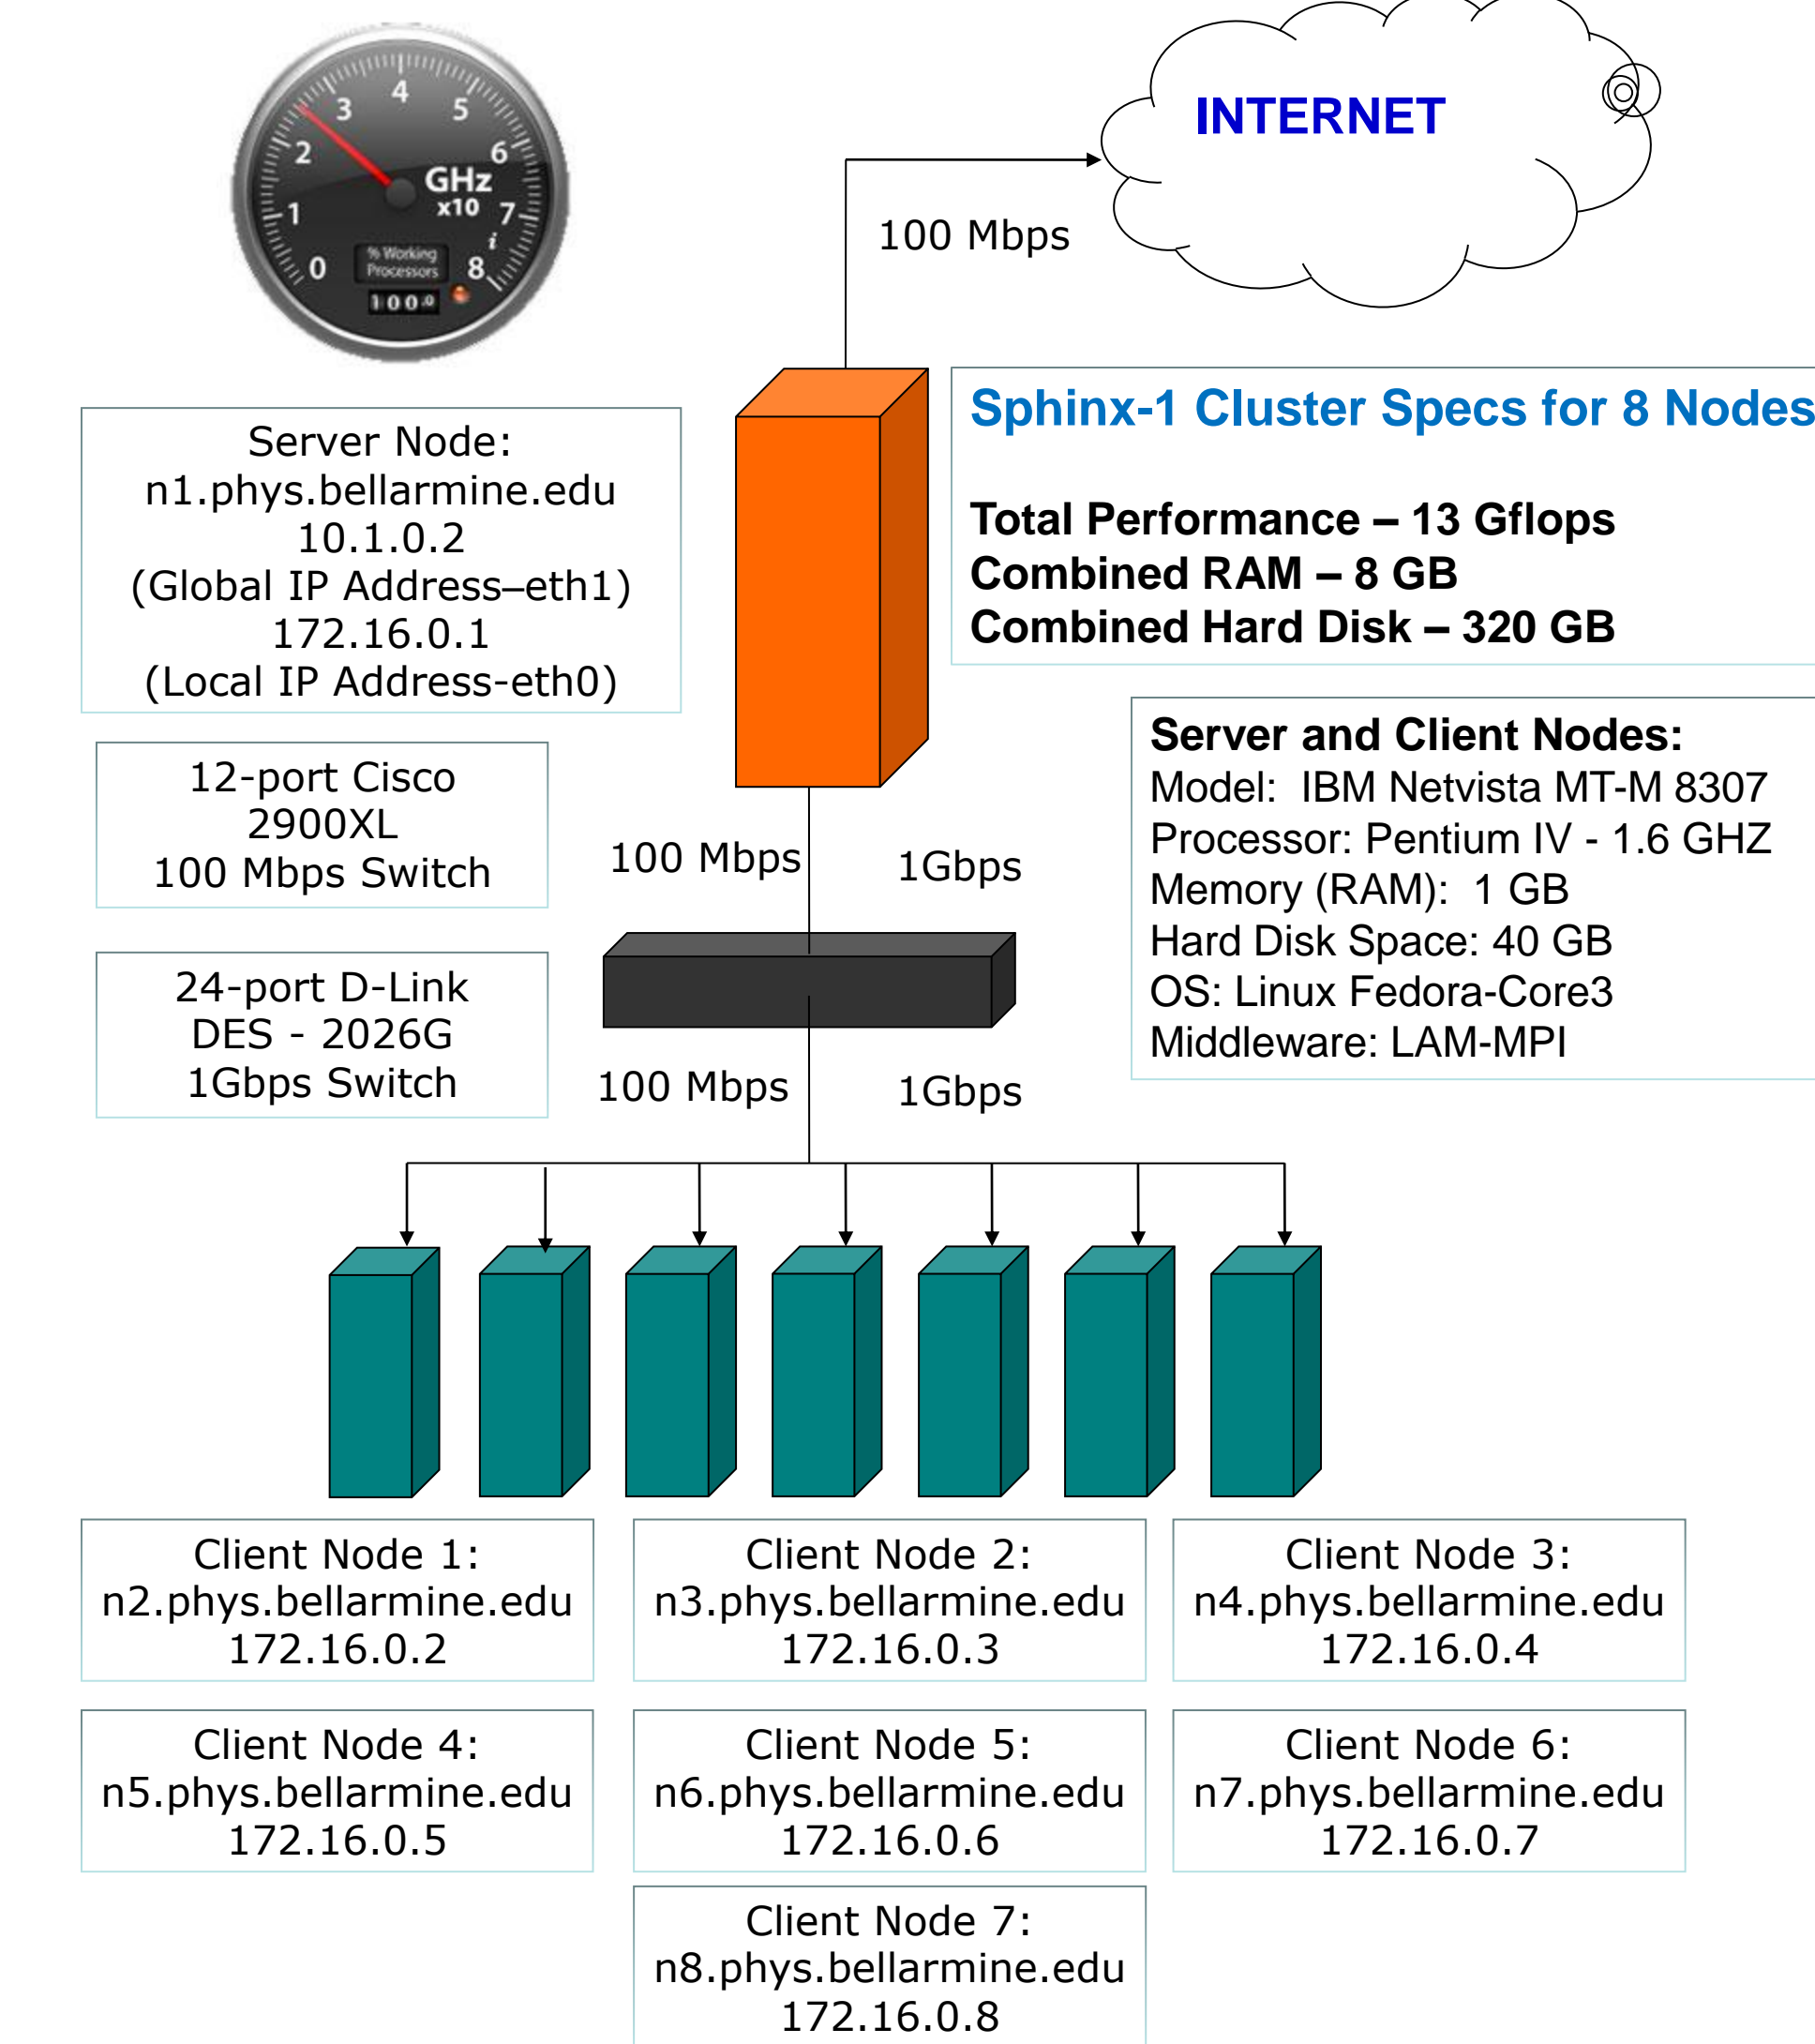 0
1
2
3
4
5
6
7
8
GHz
x10
i
% Working
Processors
100.0
INTERNET
100 Mbps
Sphinx-1 Cluster Specs for 8 Nodes
Total Performance – 13 Gflops
Combined RAM – 8 GB
Combined Hard Disk – 320 GB
Server Node:
n1.phys.bellarmine.edu
10.1.0.2
(Global IP Address–eth1)
172.16.0.1
(Local IP Address-eth0)
Server and Client Nodes:
Model:  IBM Netvista MT-M 8307
Processor: Pentium IV - 1.6 GHZ
Memory (RAM):  1 GB
Hard Disk Space: 40 GB
OS: Linux Fedora-Core3
Middleware: LAM-MPI
12-port Cisco
2900XL
100 Mbps Switch
100 Mbps
1Gbps
24-port D-Link
DES - 2026G
1Gbps Switch
100 Mbps
1Gbps
Client Node 1:
n2.phys.bellarmine.edu
172.16.0.2
Client Node 2:
n3.phys.bellarmine.edu
172.16.0.3
Client Node 3:
n4.phys.bellarmine.edu
172.16.0.4
Client Node 4:
n5.phys.bellarmine.edu
172.16.0.5
Client Node 5:
n6.phys.bellarmine.edu
172.16.0.6
Client Node 6:
n7.phys.bellarmine.edu
172.16.0.7
Client Node 7:
n8.phys.bellarmine.edu
172.16.0.8